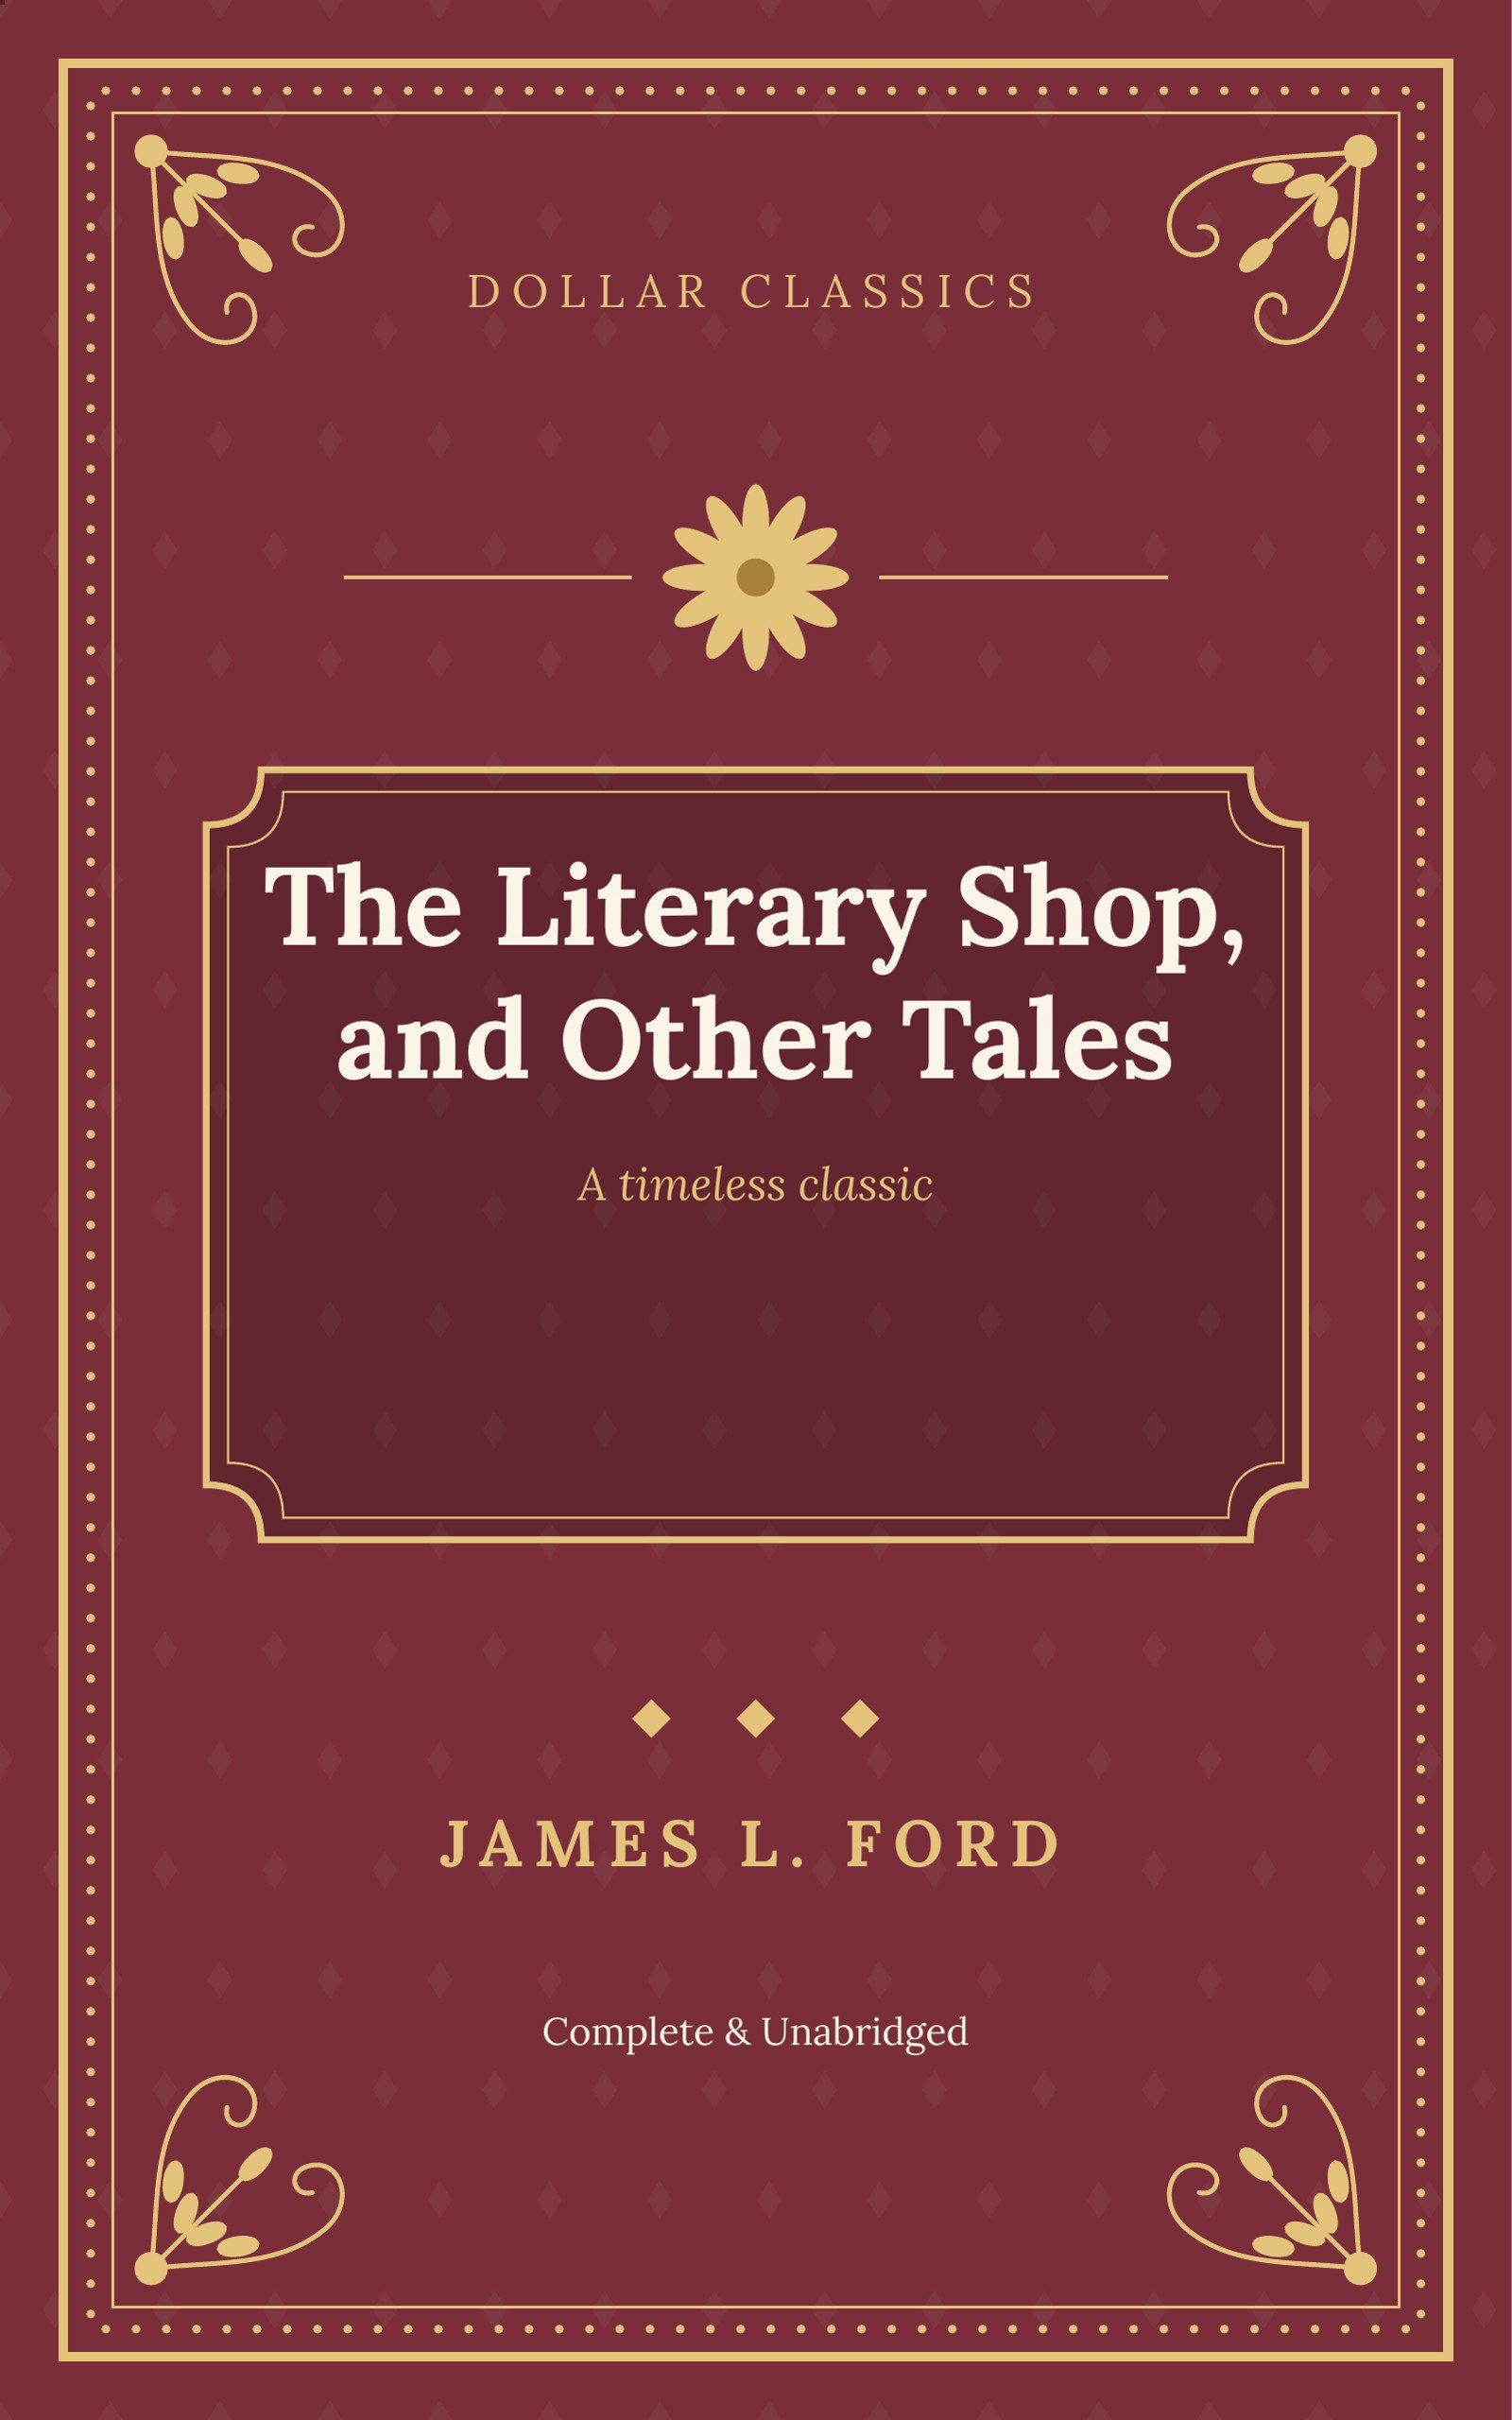 DOLLAR CLASSICS
The Literary Shop,
and Other Tales
A timeless classic
JAMES L. FORD
Complete & Unabridged